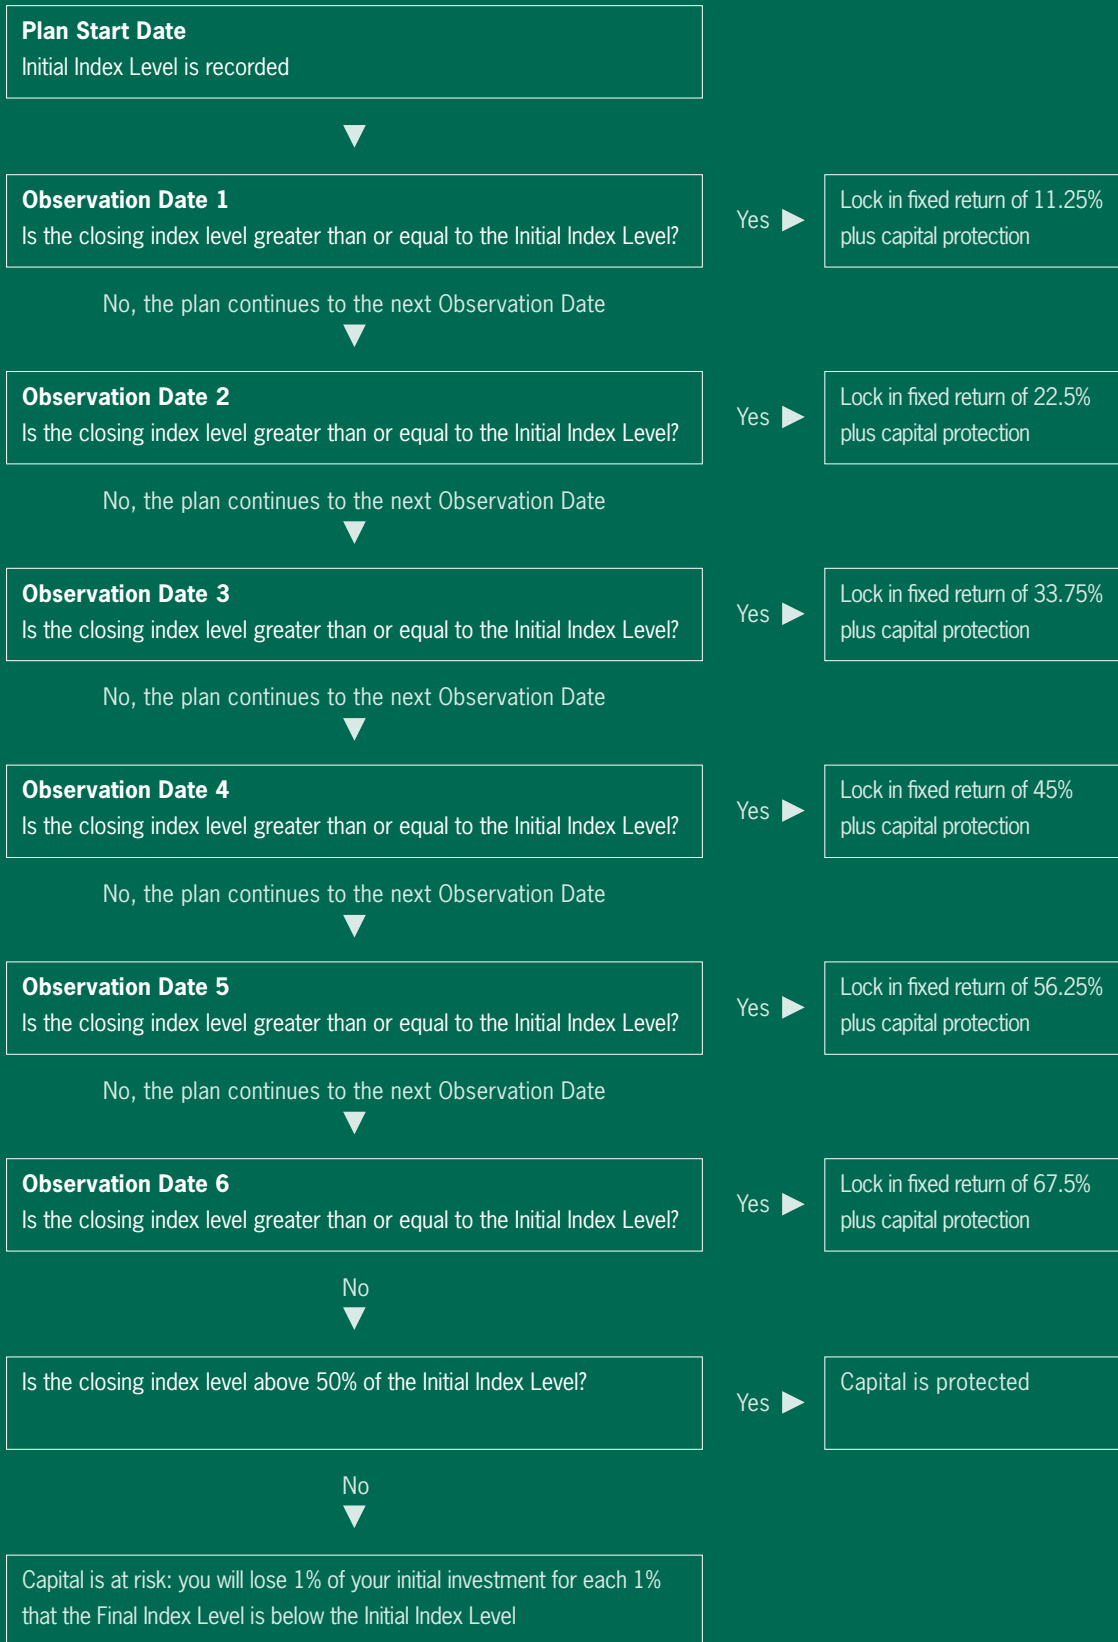 Plan Start Date
Initial Index Level is recorded
Observation Date 1
Is the closing index level greater than or equal to the Initial Index Level?
Yes
Lock in fixed return of 11.25%
plus capital protection
No, the plan continues to the next Observation Date
Observation Date 2
Is the closing index level greater than or equal to the Initial Index Level?
Yes
Lock in fixed return of 22.5%
plus capital protection
No, the plan continues to the next Observation Date
Observation Date 3
Is the closing index level greater than or equal to the Initial Index Level?
Yes
Lock in fixed return of 33.75%
plus capital protection
No, the plan continues to the next Observation Date
Observation Date 4
Is the closing index level greater than or equal to the Initial Index Level?
Yes
Lock in fixed return of 45%
plus capital protection
No, the plan continues to the next Observation Date
Observation Date 5
Is the closing index level greater than or equal to the Initial Index Level?
Yes
Lock in fixed return of 56.25%
plus capital protection
No, the plan continues to the next Observation Date
Observation Date 6
Is the closing index level greater than or equal to the Initial Index Level?
Yes
Lock in fixed return of 67.5%
plus capital protection
No
Is the closing index level above 50% of the Initial Index Level?
Yes
Capital is protected
No
Capital is at risk: you will lose 1% of your initial investment for each 1%
that the Final Index Level is below the Initial Index Level